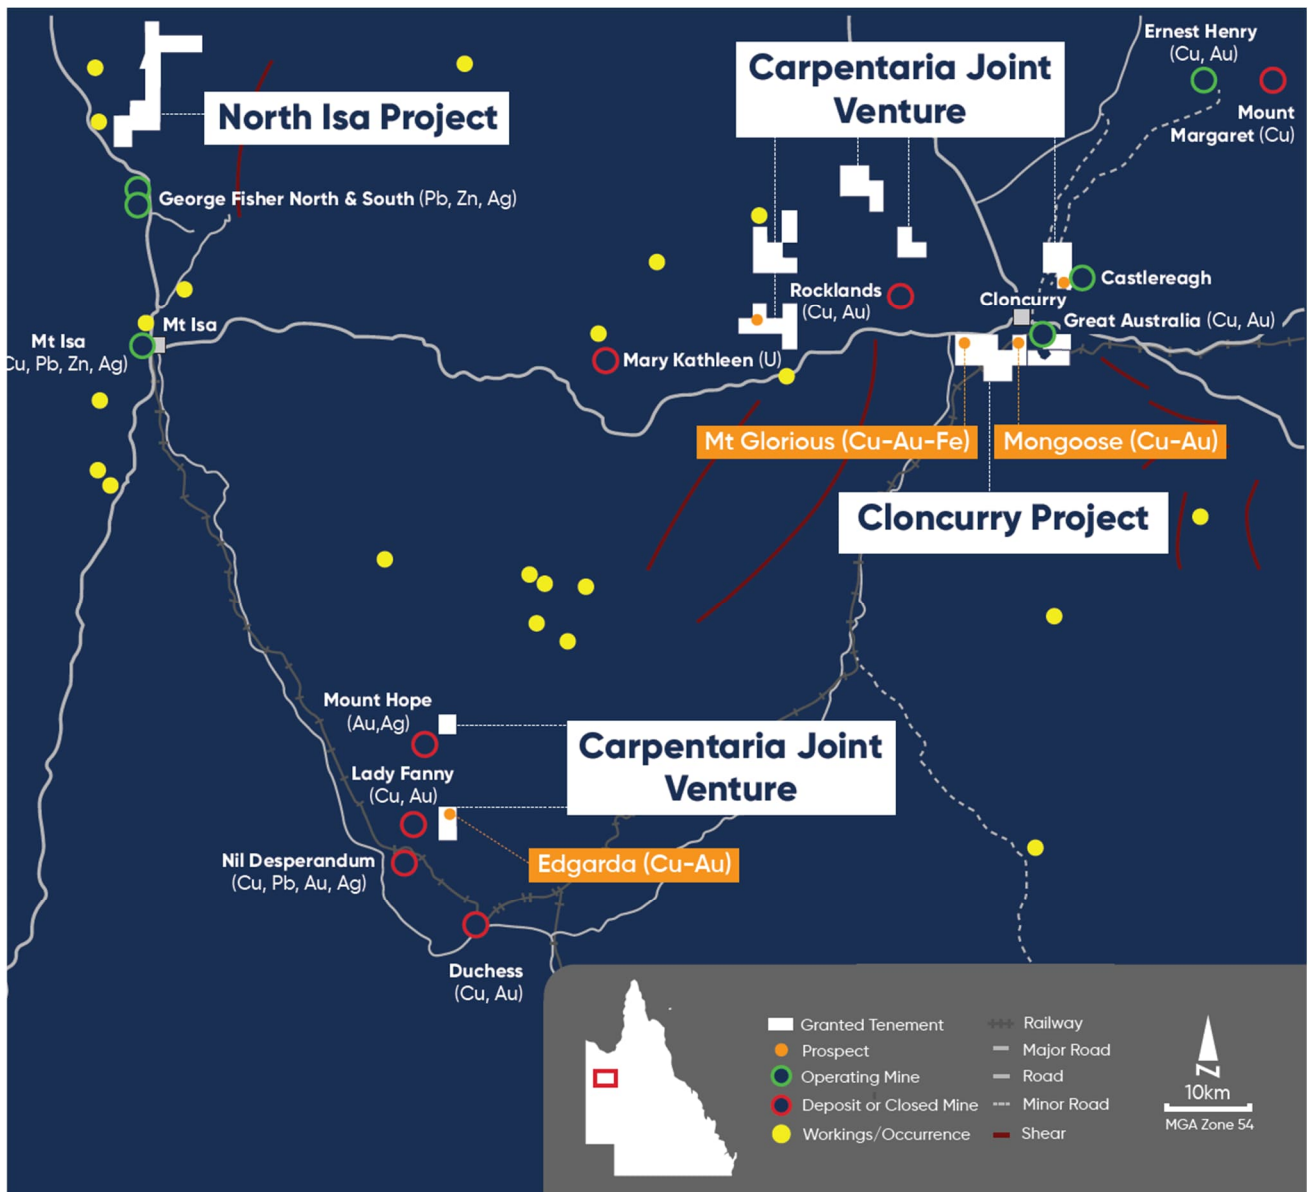 Ernest Henry
(Cu, Au)
Carpentaria Joint
Venture
North Isa Project
Mount
Margaret (Cu)
George Fisher North & South (Pb, Zn, Ag)
Castlereagh
Rocklands
(Cu, Au)
Cloncurry
Great Australia (Cu, Au)
Mt Isa
Mt Isa
Cu, Pb, Zn, Ag)
Mary Kathleen (U)
Mt Glorious (Cu-Au-Fe)
Mongoose (Cu-Au)
Cloncurry Project
Mount Hope
(Au,Ag)
Carpentaria Joint
Venture
Lady Fanny
(Cu, Au)
Nil Desperandum
(Cu, Pb, Au, Ag)
Edgarda (Cu-Au)
Duchess
(Cu, Au)
Granted Tenement
Prospect
Operating Mine
Deposit or Closed Mine
Workings/Occurrence
Railway
Major Road
Road
Minor Road
Shear
N
10km
MGA Zone 54